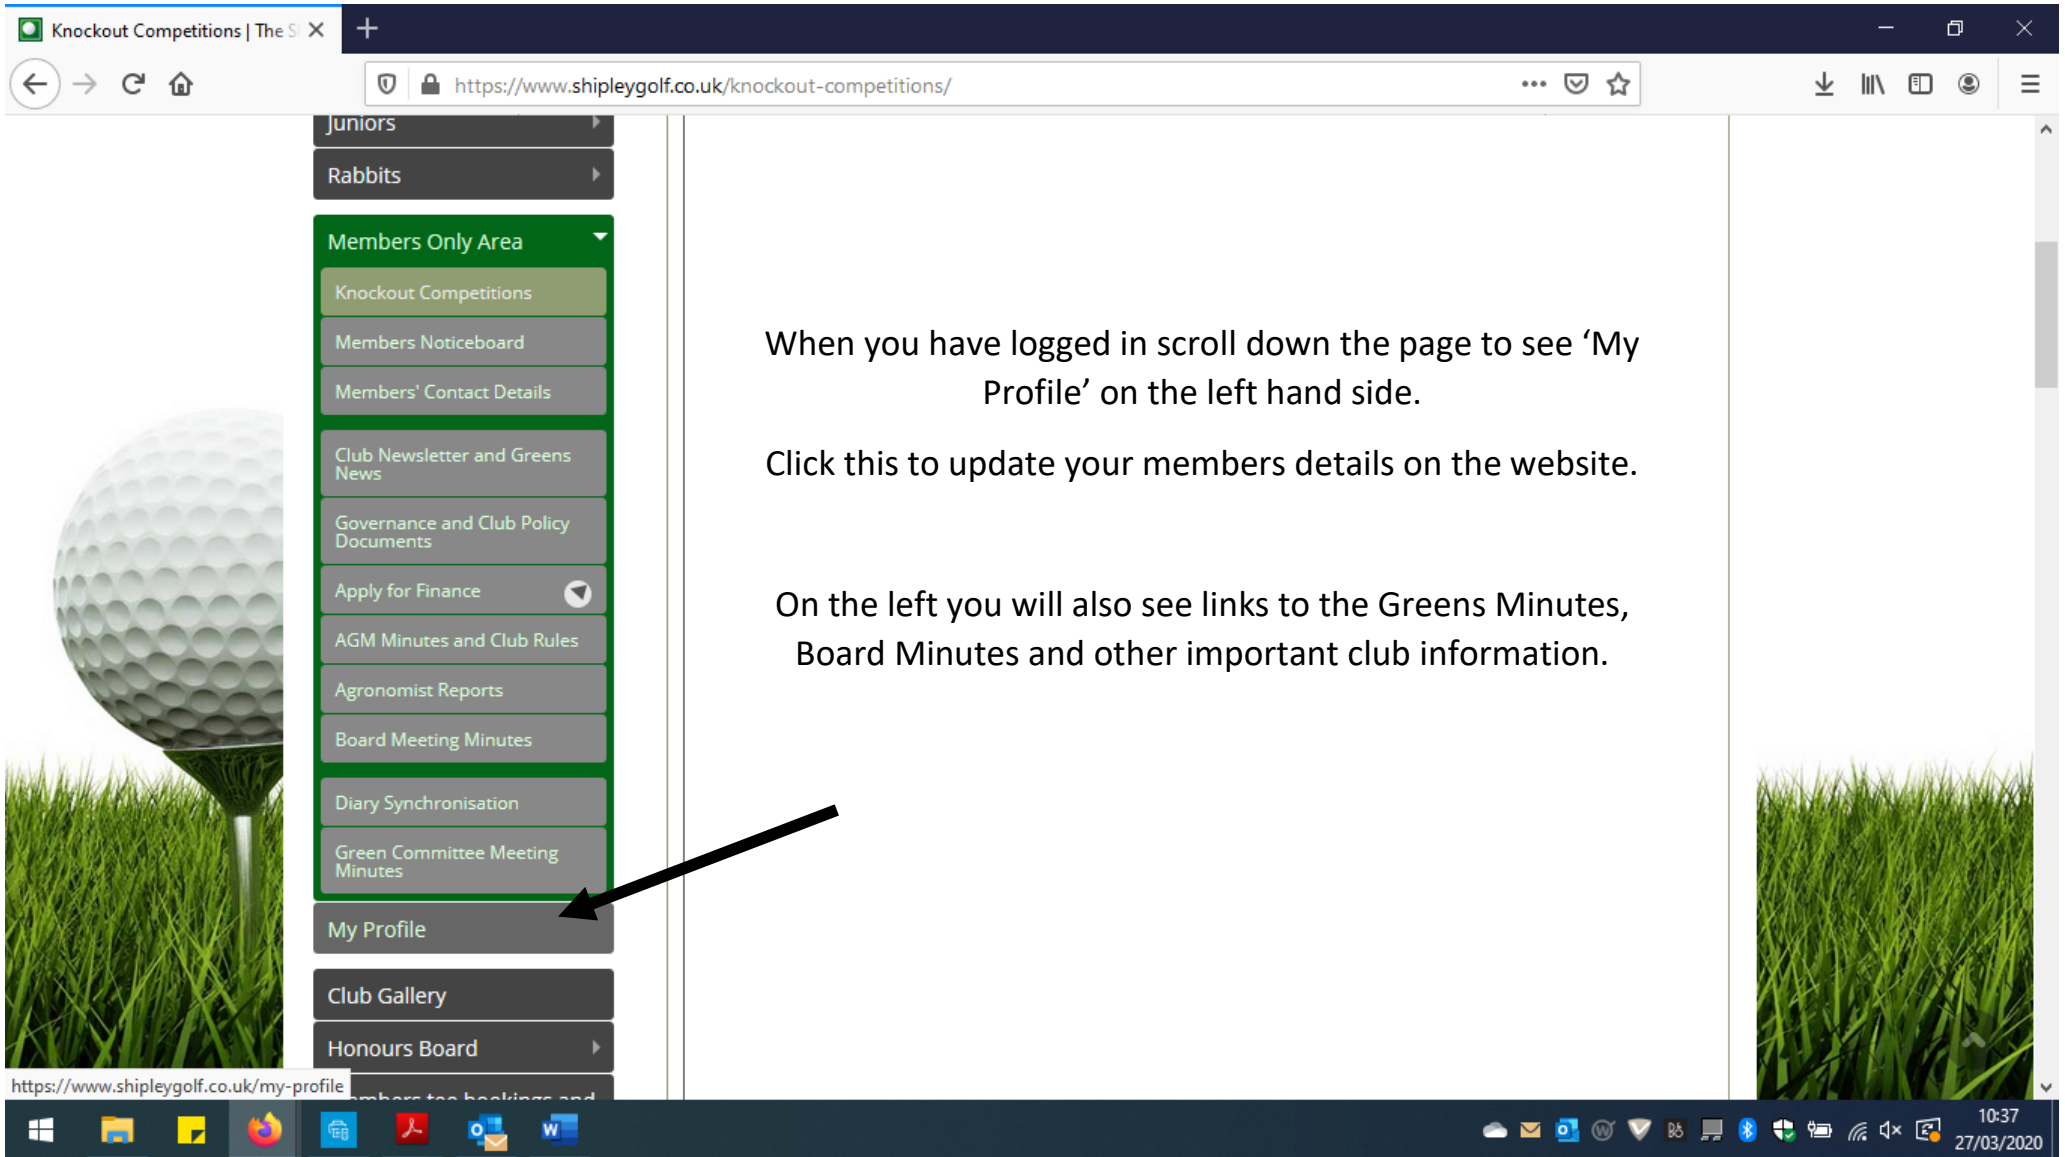 Knockout Competitions | The S
https://www.shipleygolf.co.uk/knockout-competitions/
Juniors
Rabbits
Members Only Area
Knockout Competitions
Members Noticeboard
Members' Contact Details
Club Newsletter and Greens
News
Governance and Club Policy
Documents
Apply for Finance
AGM Minutes and Club Rules
Agronomist Reports
Board Meeting Minutes
Diary Synchronisation
Green Committee Meeting
Minutes
My Profile
Club Gallery
Honours Board
Members tee bookings and
When you have logged in scroll down the page to see ‘My
Profile’ on the left hand side.
Click this to update your members details on the website.
On the left you will also see links to the Greens Minutes,
Board Minutes and other important club information.
https://www.shipleygolf.co.uk/my-profile
10:37
27/03/2020